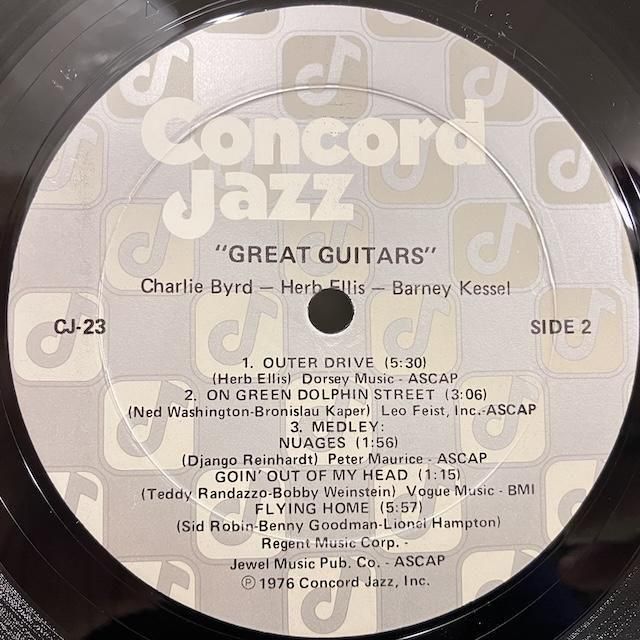 Concord
Jazz
"GREAT GUITARS"
Charlie Byrd – Herb Ellis – Barney Kessel
CJ-23
SIDE 2
1. OUTER DRIVE (5:30)
(Herb Ellis) Dorsey Music - ASCAP
2. ON GREEN DOLPHIN STREET (3:06)
(Ned Washington-Bronislau Kaper) Leo Feist, Inc.-ASCAP
3. MEDLEY:
NUAGES (1:56)
(Django Reinhardt) Peter Maurice - ASCAP
GOIN' OUT OF MY HEAD (1:15)
(Teddy Randazzo-Bobby Weinstein) Vogue Music - BMI
FLYING HOME (5:57)
(Sid Robin-Benny Goodman-Lionel Hampton)
Regent Music Corp. -
Jewel Music Pub. Co. - ASCAP
℗ 1976 Concord Jazz, Inc.